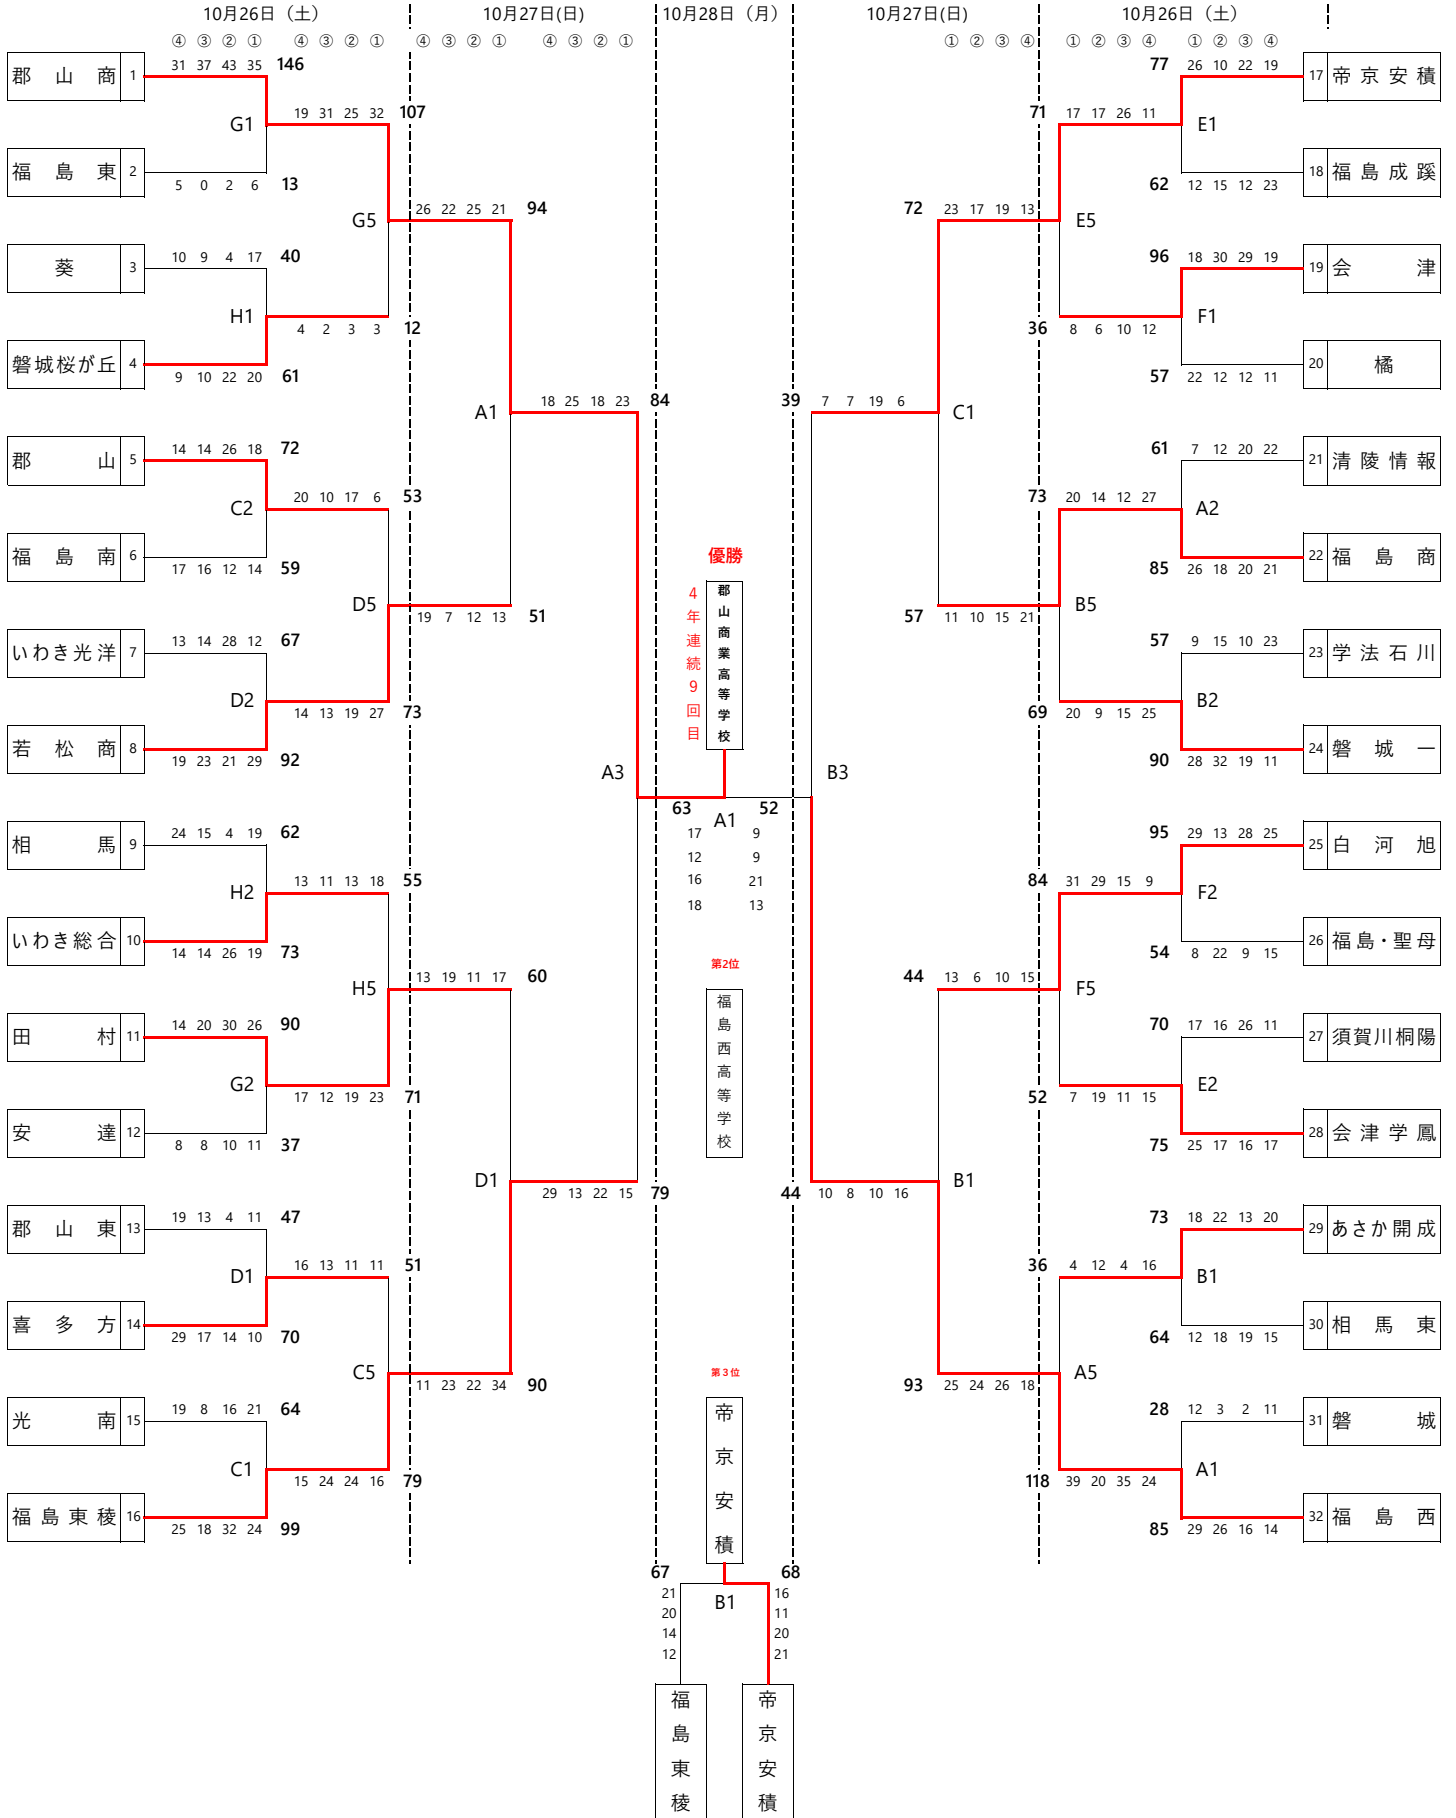 10月26日（土） 10月27日(日) 10月28日（月） 10月27日(日) 10月26日（土）
④ ③ ② ① ④ ③ ② ① ④ ③ ② ① ④ ③ ② ① ① ② ③ ④ ① ② ③ ④ ① ② ③ ④
郡山商 1 31 37 43 35 146
G1 19 31 25 32 107
福島東 2 5 0 2 6 13
G5 26 22 25 21 94
葵 3 10 9 4 17 40
H1 4 2 3 3 12
磐城桜が丘 4 9 10 22 20 61
A1 18 25 18 23 84
郡山 5 14 14 26 18 72
C2 20 10 17 6 53
福島南 6 17 16 12 14 59
D5 19 7 12 13 51
いわき光洋 7 13 14 28 12 67
D2 14 13 19 27 73
若松商 8 19 23 21 29 92
A3
相馬 9 24 15 4 19 62
H2 13 11 13 18 55
いわき総合 10 14 14 26 19 73
H5 13 19 11 17 60
田村 11 14 20 30 26 90
G2 17 12 19 23 71
安達 12 8 8 10 11 37
D1 29 13 22 15 79
郡山東 13 19 13 4 11 47
D1 16 13 11 11 51
喜多方 14 29 17 14 10 70
C5 11 23 22 34 90
光南 15 19 8 16 21 64
C1 15 24 24 16 79
福島東稜 16 25 18 32 24 99
優勝
4年連続9回目
郡山商業高等学校
63 A1 52
17 9
12 9
16 21
18 13
第2位
福島西高等学校
第3位
帝京安積
67 B1 68
21 16
20 11
14 20
12 21
福島東稜 帝京安積
77 26 10 22 19 17 帝京安積
71 17 17 26 11 E1
62 12 15 12 23 18 福島成蹊
72 23 17 19 13 E5
96 18 30 29 19 19 会津
36 8 6 10 12 F1
57 22 12 12 11 20 橘
39 7 7 19 6 C1
61 7 12 20 22 21 清陵情報
73 20 14 12 27 A2
85 26 18 20 21 22 福島商
57 11 10 15 21 B5
57 9 15 10 23 23 学法石川
69 20 9 15 25 B2
90 28 32 19 11 24 磐城一
B3
95 29 13 28 25 25 白河旭
84 31 29 15 9 F2
54 8 22 9 15 26 福島・聖母
44 13 6 10 15 F5
70 17 16 26 11 27 須賀川桐陽
52 7 19 11 15 E2
75 25 17 16 17 28 会津学鳳
44 10 8 10 16 B1
73 18 22 13 20 29 あさか開成
36 4 12 4 16 B1
64 12 18 19 15 30 相馬東
93 25 24 26 18 A5
28 12 3 2 11 31 磐城
118 39 20 35 24 A1
85 29 26 16 14 32 福島西